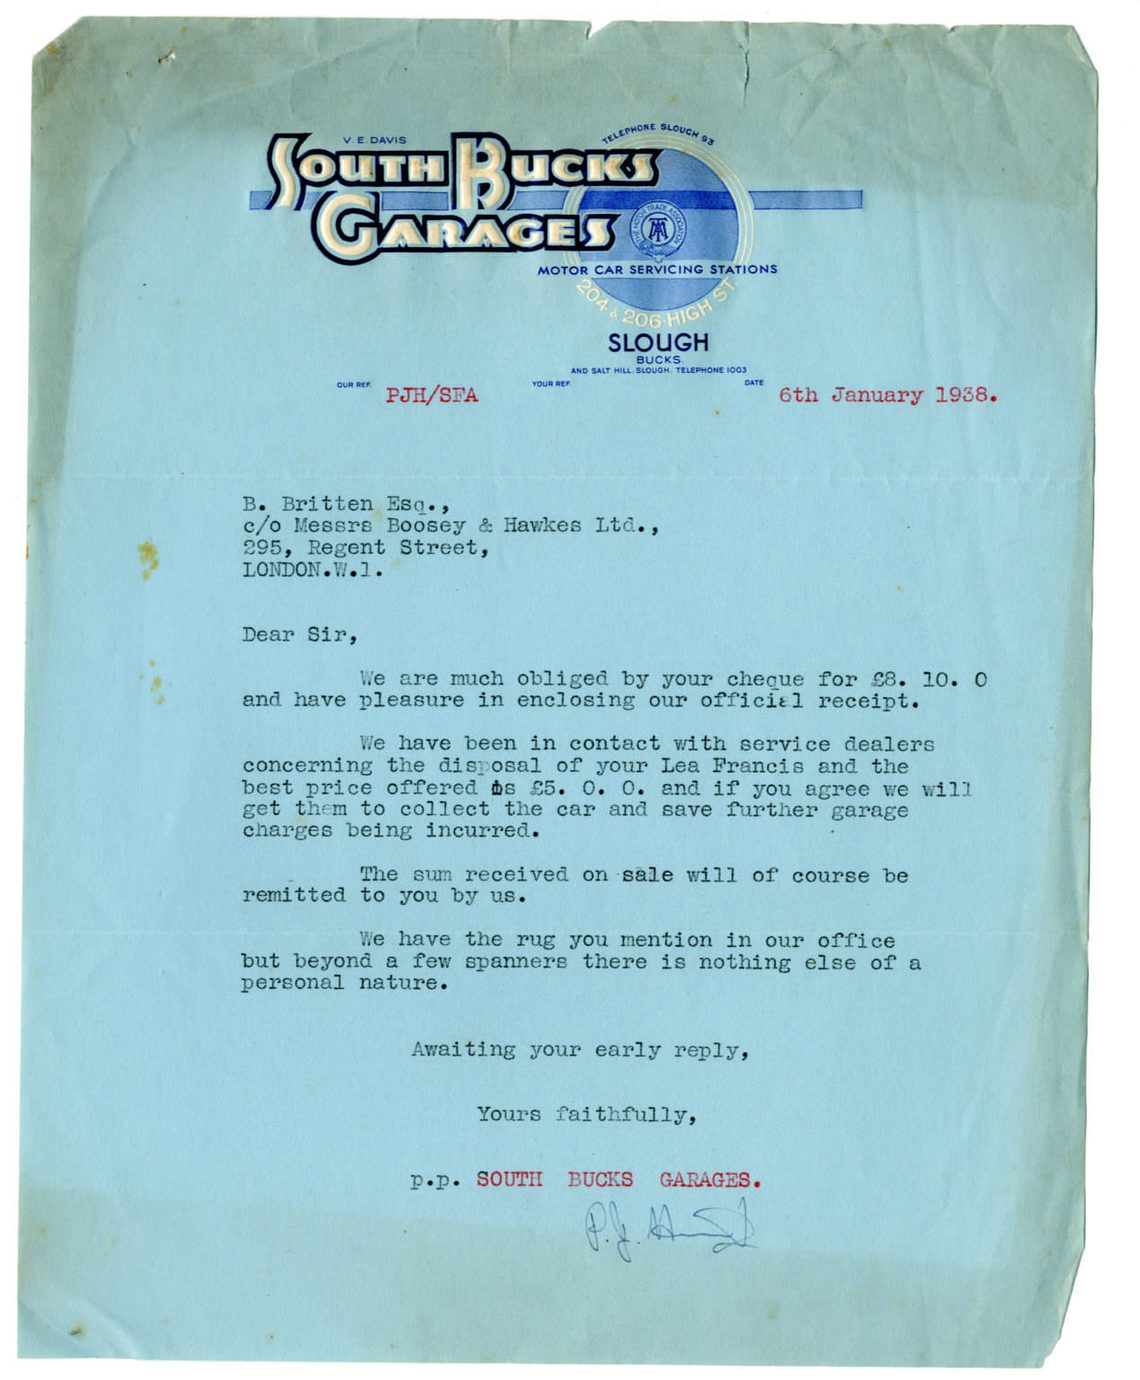 V. E. DAVIS
TELEPHONE SLOUGH 93
SOUTH BUCKS
GARAGES
THE MOTOR TRADE ASSOCIATION
MTA
MOTOR CAR SERVICING STATIONS
204 & 206 · HIGH ST.
SLOUGH
BUCKS.
AND SALT HILL. SLOUGH. TELEPHONE 1003
OUR REF. PJH/SFA YOUR REF. DATE 6th January 1938.
B. Britten Esq.,
c/o Messrs Boosey & Hawkes Ltd.,
295, Regent Street,
LONDON.W.1.
Dear Sir,
We are much obliged by your cheque for £8. 10. 0
and have pleasure in enclosing our official receipt.
We have been in contact with service dealers
concerning the disposal of your Lea Francis and the
best price offered is £5. 0. 0. and if you agree we will
get them to collect the car and save further garage
charges being incurred.
The sum received on sale will of course be
remitted to you by us.
We have the rug you mention in our office
but beyond a few spanners there is nothing else of a
personal nature.
Awaiting your early reply,
Yours faithfully,
p.p. SOUTH BUCKS GARAGES.
P. J.